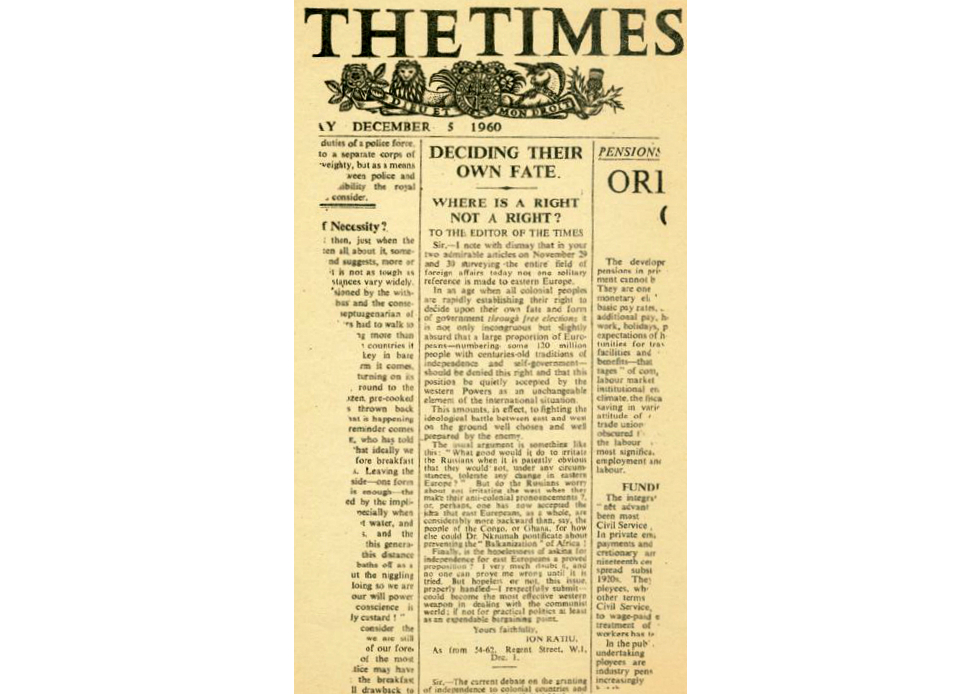 THE TIMES
DIEU ET MON DROIT
AY DECEMBER 5 1960
duties of a police force,
to a separate corps of
weighty, but as a means
ween police and
sibility the royal
consider.
f Necessity?
then, just when the
en all about it, some-
nd suggests, more or
it is not as tough as
stances vary widely.
sioned by the with-
bus and the conse-
septuagenarian of
rs had to walk to
ng more than
countries it
key in bare
rm it comes,
turning on its
round to the
zen, pre-cooked
s thrown back
hat is happening
reminder comes
r, who has told
that ideally we
fore breakfast
s. Leaving the
side—one form
is enough—the
ed by the impli-
pecially when
t water, and
s, and the
this genera-
this distance
baths off as a
ut the niggling
loing so we are
our will power
conscience is
ly custard! "
consider the
we are still
of our fore-
of the most
tice may have
the breakfast
ll drawback to
DECIDING THEIR
OWN FATE.
WHERE IS A RIGHT
NOT A RIGHT?
TO THE EDITOR OF THE TIMES
Sir,—I note with dismay that in your
two admirable articles on November 29
and 30 surveying the entire field of
foreign affairs today not one solitary
reference is made to eastern Europe.
In an age when all colonial peoples
are rapidly establishing their right to
decide upon their own fate and form
of government through free elections it
is not only incongruous but slightly
absurd that a large proportion of Euro-
peans—numbering some 120 million
people with centuries-old traditions of
independence and self-government—
should be denied this right and that this
position be quietly accepted by the
western Powers as an unchangeable
element of the international situation.
This amounts, in effect, to fighting the
ideological battle between east and west
on the ground well chosen and well
prepared by the enemy.
The usual argument is something like
this: "What good would it do to irritate
the Russians when it is patently obvious
that they would not, under any circum-
stances, tolerate any change in eastern
Europe?" But do the Russians worry
about not irritating the west when they
make their anti-colonial pronouncements?,
or, perhaps, one has now accepted the
idea that east Europeans, as a whole, are
considerably more backward than, say, the
people of the Congo, or Ghana, for how
else could Dr. Nkrumah pontificate about
preventing the "Balkanization" of Africa!
Finally, is the hopelessness of asking for
independence for east Europeans a proved
proposition? I very much doubt it, and
no one can prove me wrong until it is
tried. But hopeless or not, this issue,
properly handled—I respectfully submit—
could become the most effective western
weapon in dealing with the communist
world; if not for practical politics at least
as an expendable bargaining point.
Yours faithfully,
ION RATIU.
As from 54-62, Regent Street, W.1,
Dec. 1.
Sir,—The current debate on the granting
of independence to colonial countries and
PENSIONS
ORI
(
The develop
pensions in pri
ment cannot b
They are one
monetary el
basic pay rates,
additional pay, h
work, holidays, p
expectations of h
tunities for tra
facilities and
benefits—that
tages" of com
labour market
institutional en
climate, the fisca
saving in vari
attitude of
trade union
obscured
the labour
most significa
employment and
labour.
FUNDI
The integra
net advant
been most
Civil Service
In private em
payments and
cretionary
nineteenth cen
spread subst
1920s. The
ployees, wh
other terms
Civil Service,
to wage-paid e
treatment of
workers has
In the pub
undertaking
ployees are
industry pens
increasingly